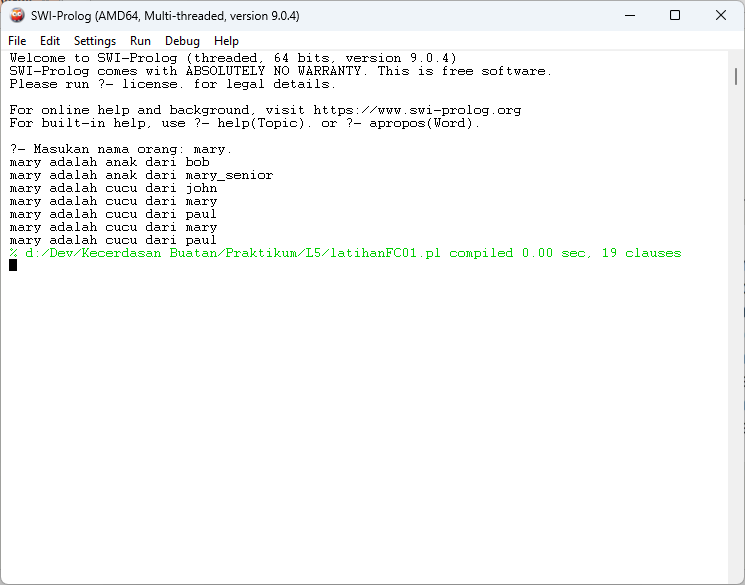 SWI-Prolog (AMD64, Multi-threaded, version 9.0.4)
File Edit Settings Run Debug Help
Welcome to SWI-Prolog (threaded, 64 bits, version 9.0.4)
SWI-Prolog comes with ABSOLUTELY NO WARRANTY. This is free software.
Please run ?- license. for legal details.
For online help and background, visit https://www.swi-prolog.org
For built-in help, use ?- help(Topic). or ?- apropos(Word).
?- Masukan nama orang: mary.
mary adalah anak dari bob
mary adalah anak dari mary_senior
mary adalah cucu dari john
mary adalah cucu dari mary
mary adalah cucu dari paul
mary adalah cucu dari mary
mary adalah cucu dari paul
% d:/Dev/Kecerdasan Buatan/Praktikum/L5/latihanFC01.pl compiled 0.00 sec, 19 clauses